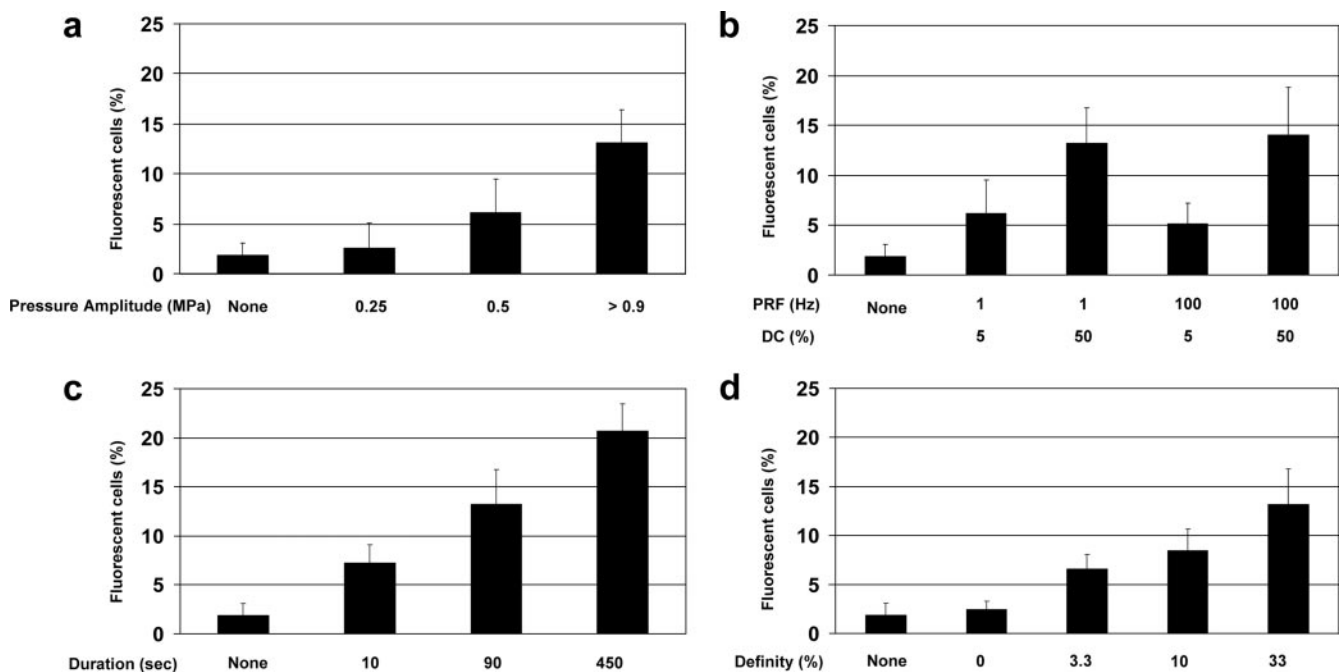 a
25
20
15
10
5
0
Fluorescent cells (%)
Pressure Amplitude (MPa) None 0.25 0.5 > 0.9
b
25
20
15
10
5
0
Fluorescent cells (%)
PRF (Hz) None 1 1 100 100
DC (%) 5 50 5 50
c
25
20
15
10
5
0
Fluorescent cells (%)
Duration (sec) None 10 90 450
d
25
20
15
10
5
0
Fluorescent cells (%)
Definity (%) None 0 3.3 10 33